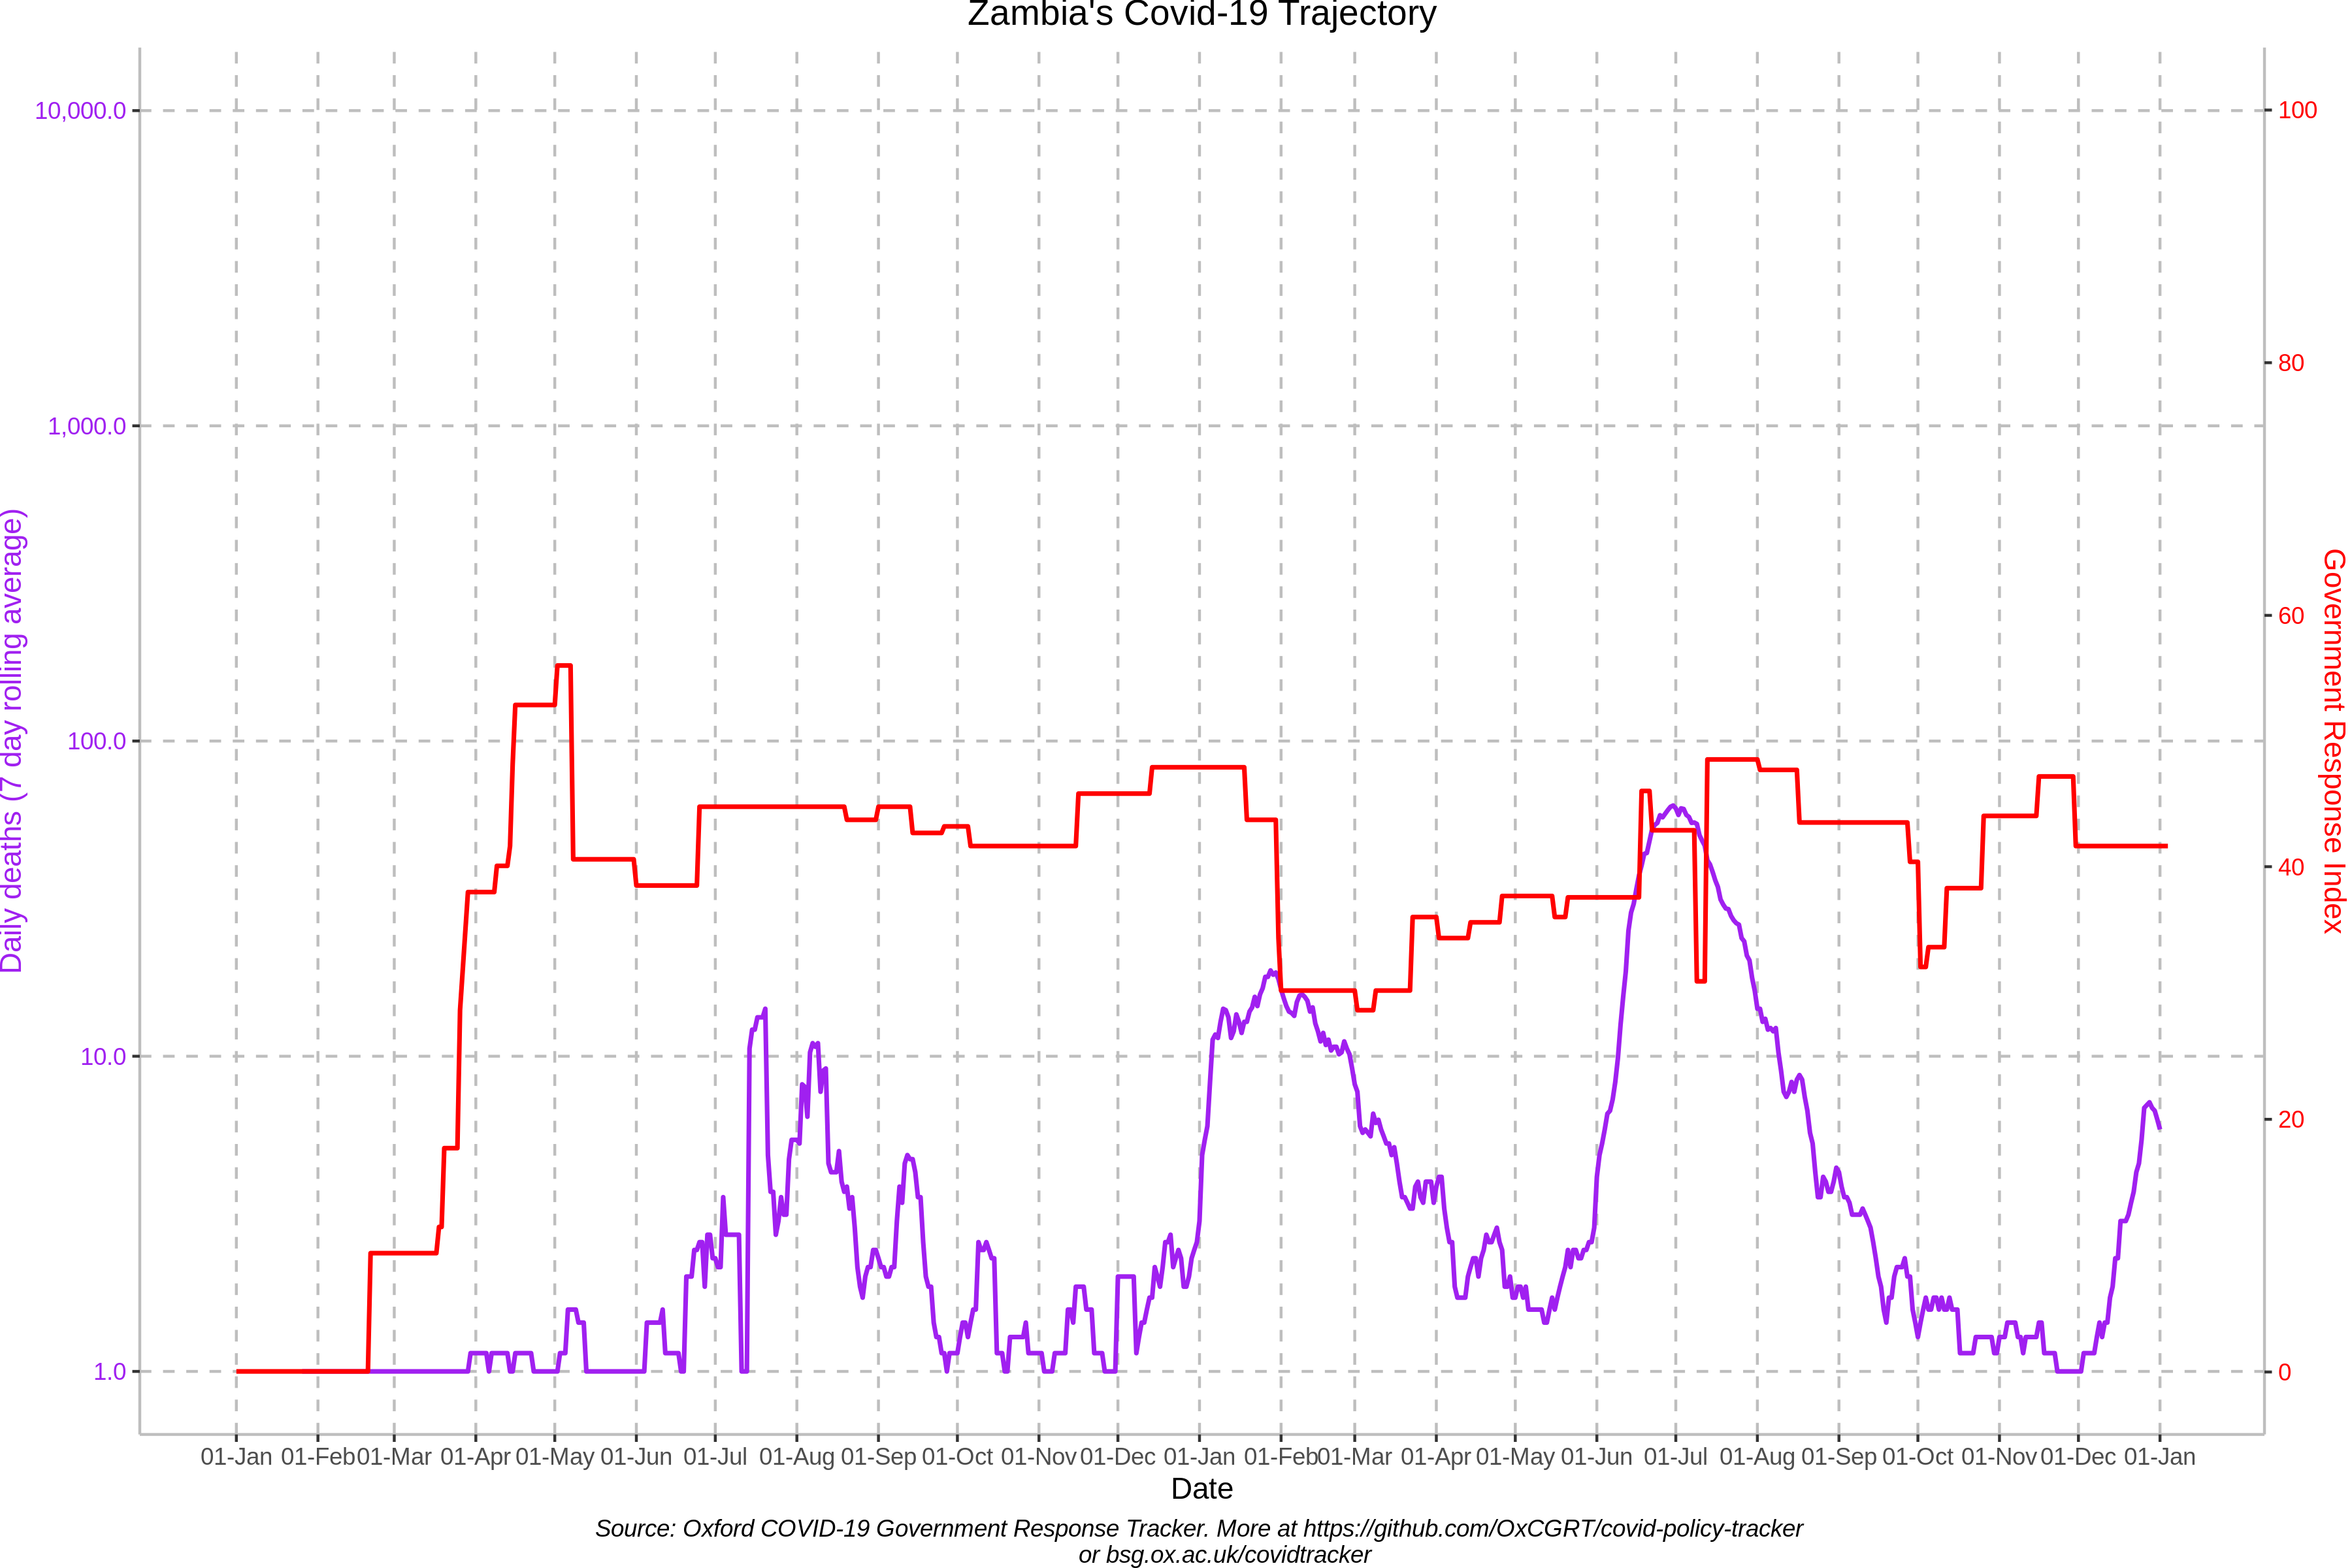 Zambia's Covid-19 Trajectory
10,000.0
1,000.0
100.0
10.0
1.0
Daily deaths (7 day rolling average)
100
80
60
40
20
0
Government Response Index
01-Jan 01-Feb 01-Mar 01-Apr 01-May 01-Jun 01-Jul 01-Aug 01-Sep 01-Oct 01-Nov 01-Dec 01-Jan 01-Feb 01-Mar 01-Apr 01-May 01-Jun 01-Jul 01-Aug 01-Sep 01-Oct 01-Nov 01-Dec 01-Jan
Date
Source: Oxford COVID-19 Government Response Tracker. More at https://github.com/OxCGRT/covid-policy-tracker
or bsg.ox.ac.uk/covidtracker